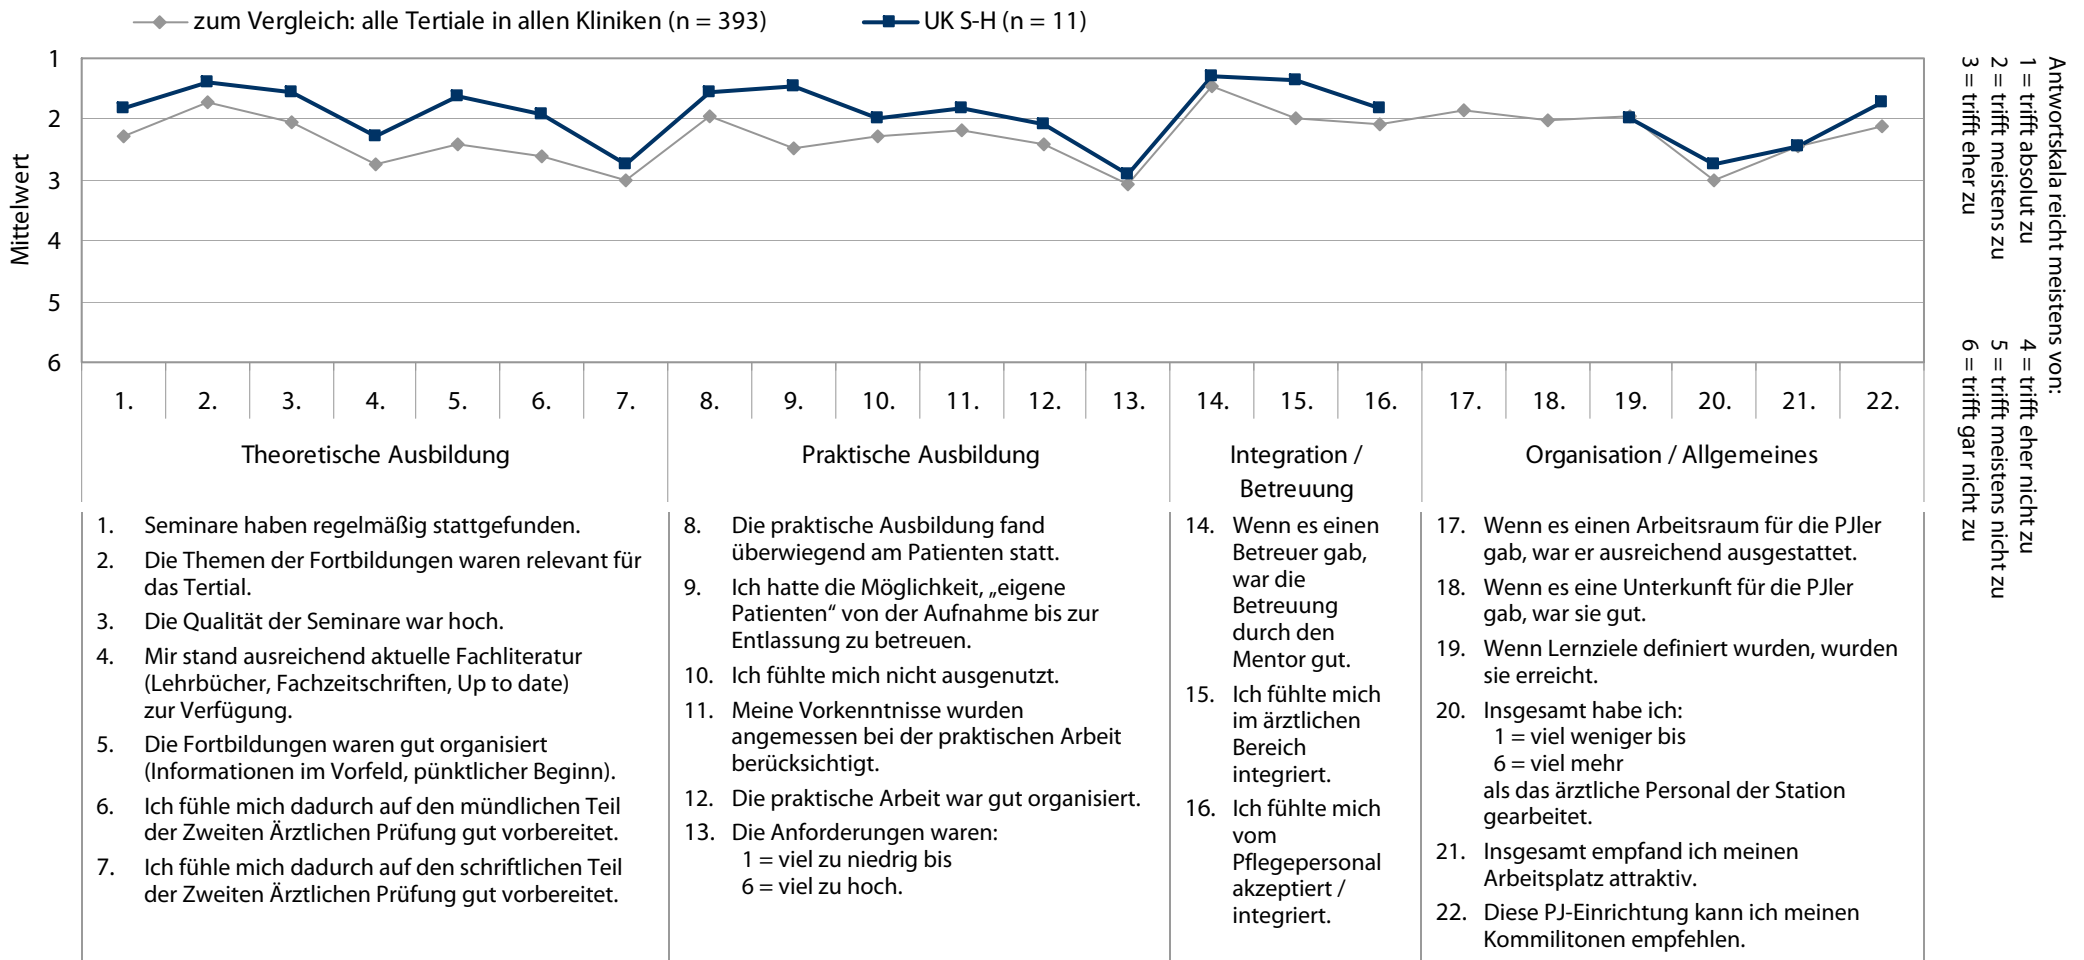 zum Vergleich: alle Tertiale in allen Kliniken (n = 393)
UK S-H (n = 11)
Mittelwert
1
2
3
4
5
6
1. 2. 3. 4. 5. 6. 7. 8. 9. 10. 11. 12. 13. 14. 15. 16. 17. 18. 19. 20. 21. 22.
Theoretische Ausbildung
Praktische Ausbildung
Integration /
Betreuung
Organisation / Allgemeines
1. Seminare haben regelmäßig stattgefunden.
2. Die Themen der Fortbildungen waren relevant für
das Tertial.
3. Die Qualität der Seminare war hoch.
4. Mir stand ausreichend aktuelle Fachliteratur
(Lehrbücher, Fachzeitschriften, Up to date)
zur Verfügung.
5. Die Fortbildungen waren gut organisiert
(Informationen im Vorfeld, pünktlicher Beginn).
6. Ich fühle mich dadurch auf den mündlichen Teil
der Zweiten Ärztlichen Prüfung gut vorbereitet.
7. Ich fühle mich dadurch auf den schriftlichen Teil
der Zweiten Ärztlichen Prüfung gut vorbereitet.
8. Die praktische Ausbildung fand
überwiegend am Patienten statt.
9. Ich hatte die Möglichkeit, „eigene
Patienten“ von der Aufnahme bis zur
Entlassung zu betreuen.
10. Ich fühlte mich nicht ausgenutzt.
11. Meine Vorkenntnisse wurden
angemessen bei der praktischen Arbeit
berücksichtigt.
12. Die praktische Arbeit war gut organisiert.
13. Die Anforderungen waren:
1 = viel zu niedrig bis
6 = viel zu hoch.
14. Wenn es einen
Betreuer gab,
war die
Betreuung
durch den
Mentor gut.
15. Ich fühlte mich
im ärztlichen
Bereich
integriert.
16. Ich fühlte mich
vom
Pflegepersonal
akzeptiert /
integriert.
17. Wenn es einen Arbeitsraum für die PJler
gab, war er ausreichend ausgestattet.
18. Wenn es eine Unterkunft für die PJler
gab, war sie gut.
19. Wenn Lernziele definiert wurden, wurden
sie erreicht.
20. Insgesamt habe ich:
1 = viel weniger bis
6 = viel mehr
als das ärztliche Personal der Station
gearbeitet.
21. Insgesamt empfand ich meinen
Arbeitsplatz attraktiv.
22. Diese PJ-Einrichtung kann ich meinen
Kommilitonen empfehlen.
Antwortskala reicht meistens von:
1 = trifft absolut zu
2 = trifft meistens zu
3 = trifft eher zu
4 = trifft eher nicht zu
5 = trifft meistens nicht zu
6 = trifft gar nicht zu